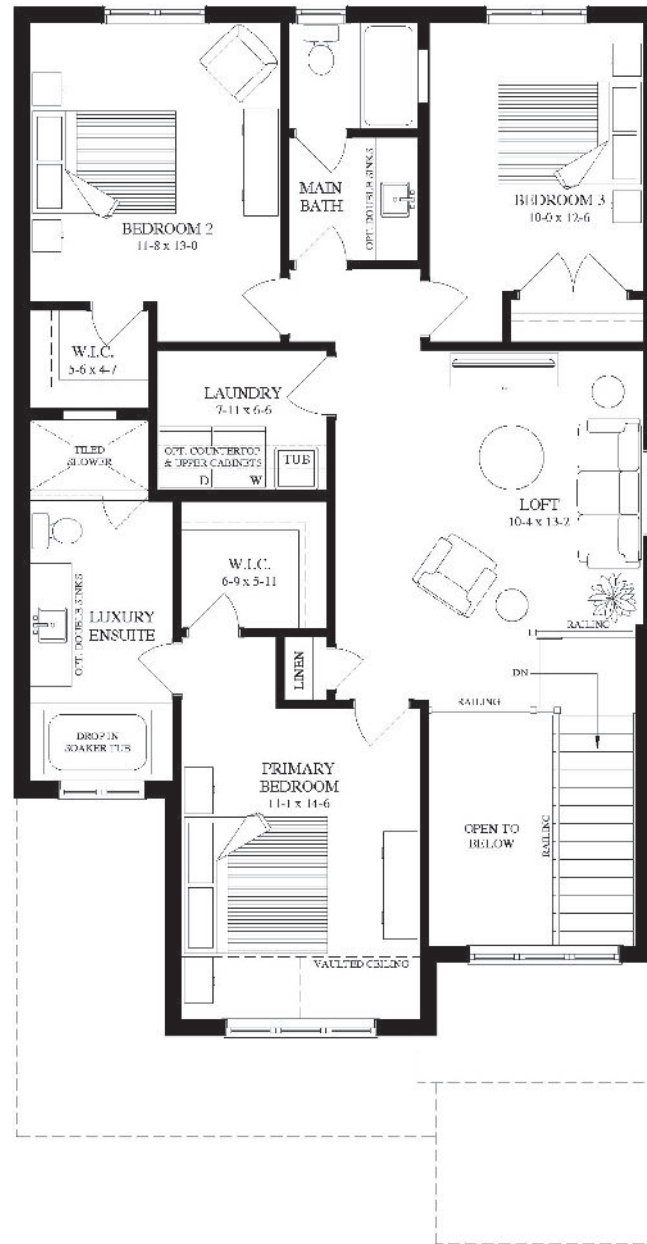 MAIN
BATH
OPT. DOUBLE SINKS
BEDROOM 2
11-8 x 13-0
BEDROOM 3
10-0 x 12-6
W.I.C.
5-6 x 4-7
LAUNDRY
7-11 x 6-6
OPT. COUNTERTOP
& UPPER CABINETS
D W
TUB
TILED
SHOWER
LOFT
10-4 x 13-2
W.I.C.
6-9 x 5-11
OPT. DOUBLE SINKS
LUXURY
ENSUITE
RAILING
LINEN
DN
RAILING
DROP IN
SOAKER TUB
PRIMARY
BEDROOM
11-1 x 14-6
OPEN TO
BELOW
RAILING
VAULTED CEILING